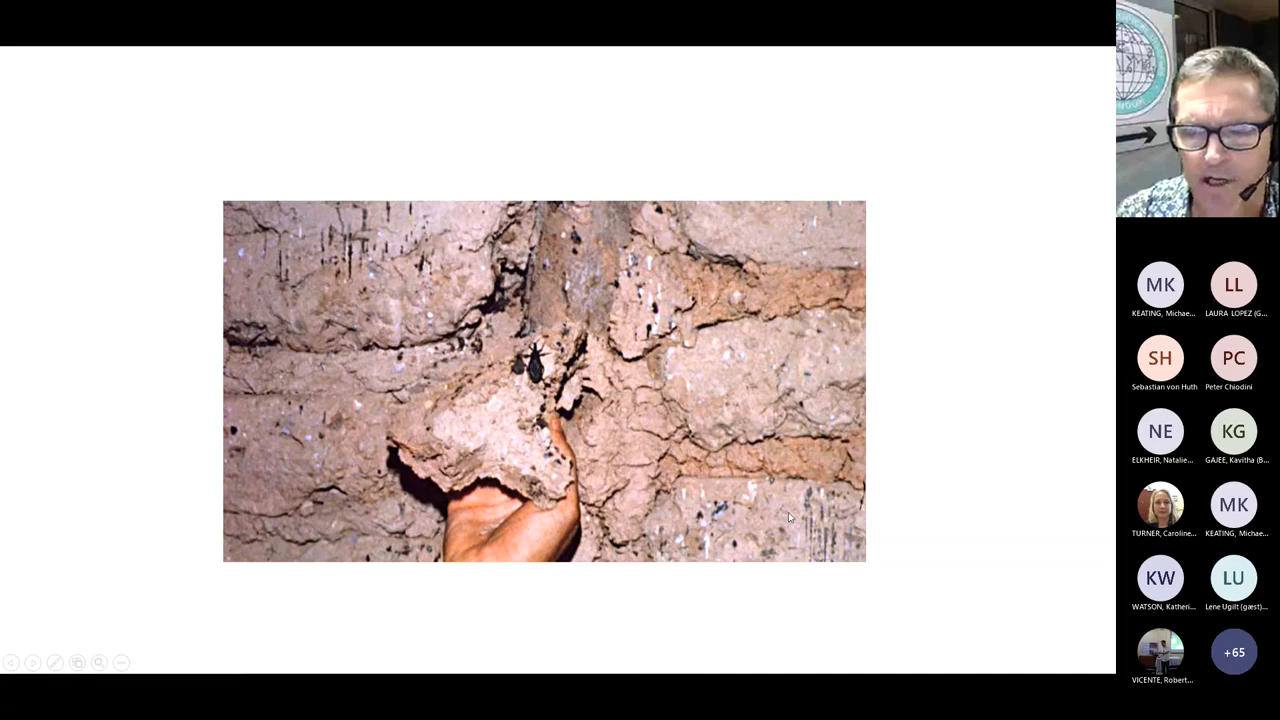 MK
LL
KEATING, Michae...
LAURA LOPEZ (G...
SH
PC
Sebastian von Huth
Peter Chiodini
NE
KG
ELKHEIR, Natalie...
GAJEE, Kavitha (B...
MK
TURNER, Caroline...
KEATING, Michae...
KW
LU
WATSON, Katheri...
Lene Ugilt (gæst)...
+65
VICENTE, Robert...